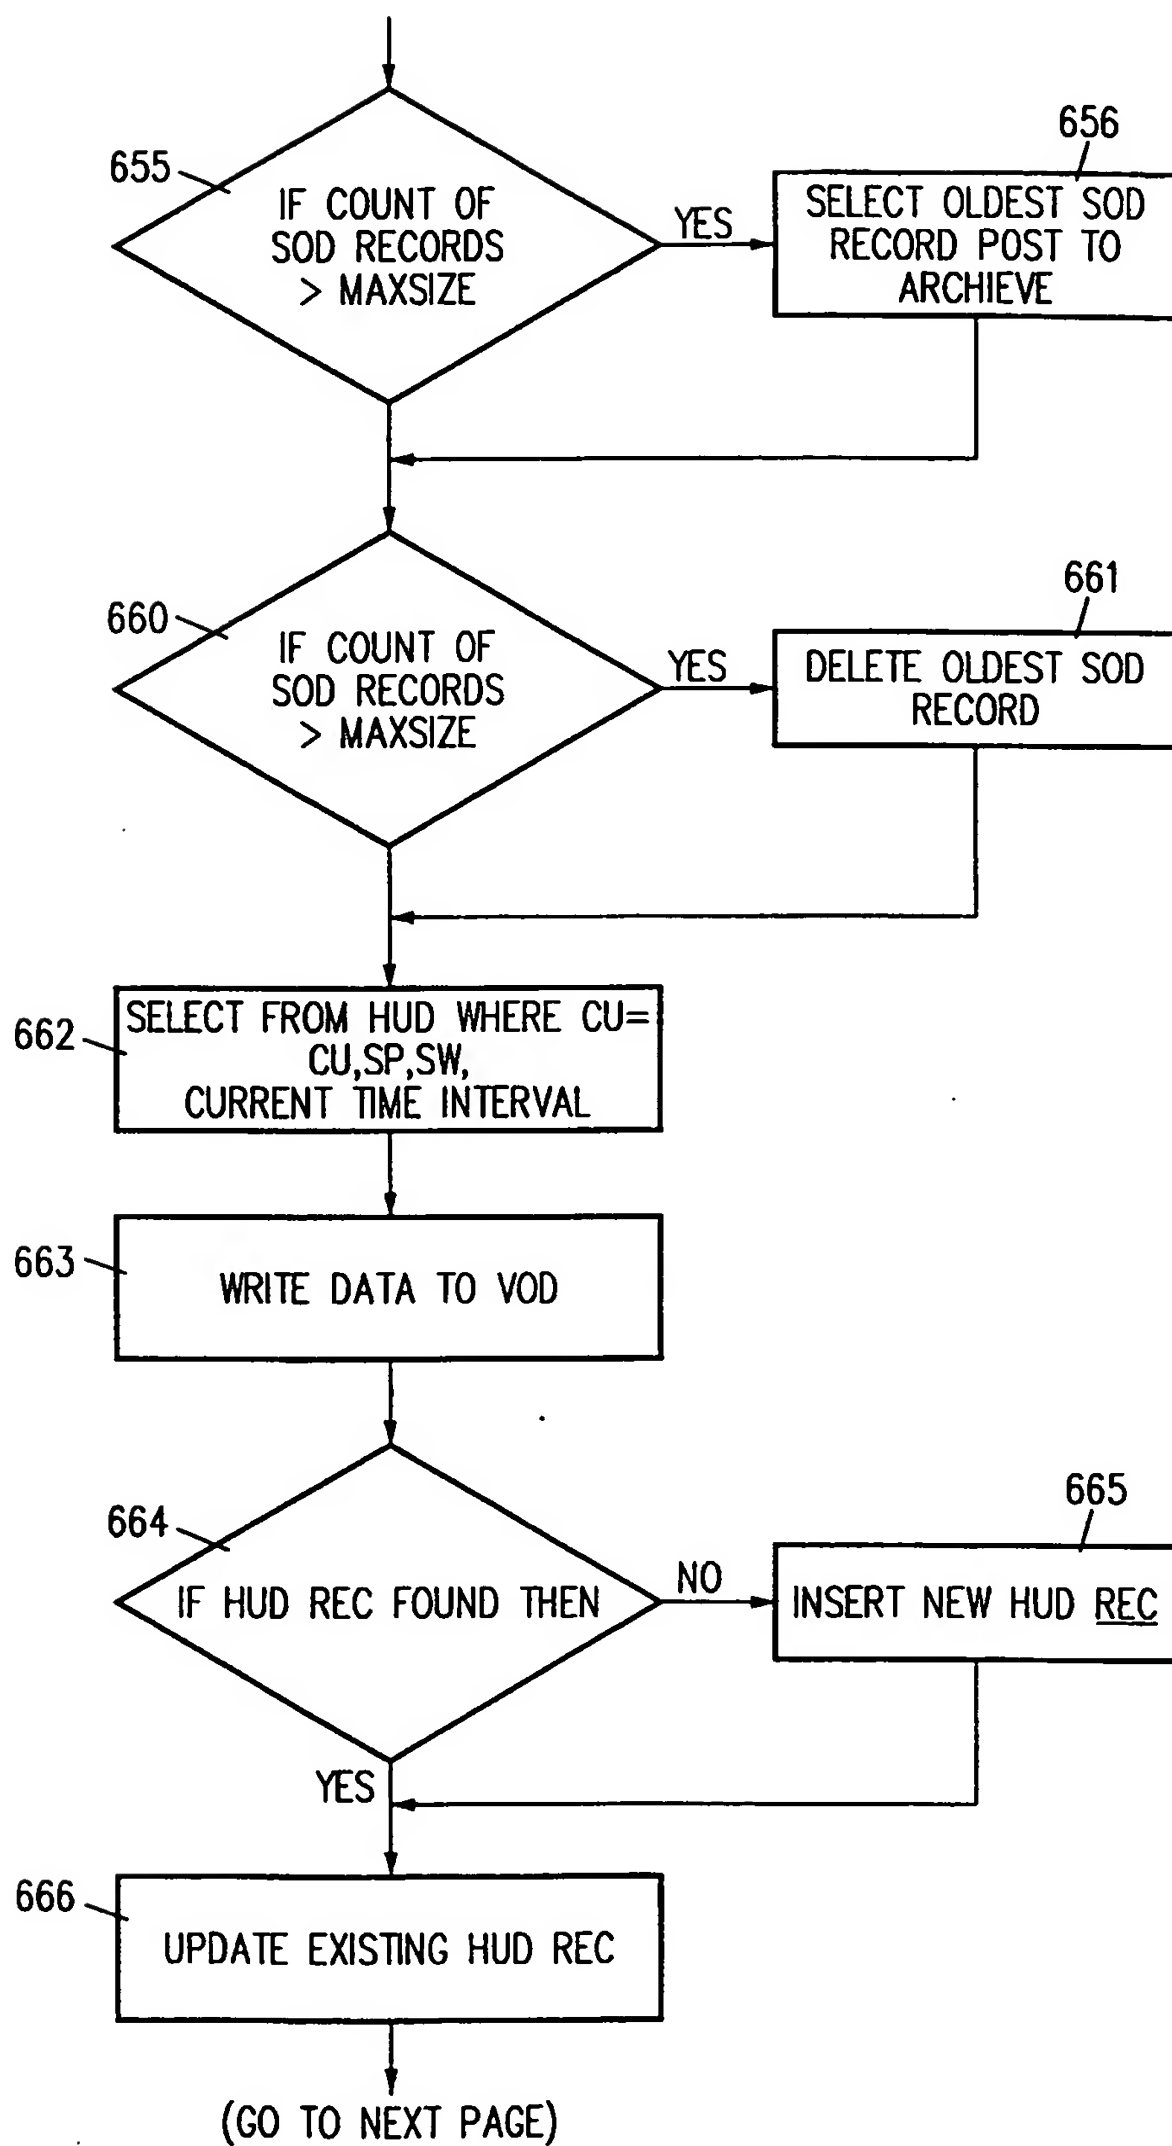 655
IF COUNT OF
SOD RECORDS
> MAXSIZE
YES
656
SELECT OLDEST SOD
RECORD POST TO
ARCHIEVE
660
IF COUNT OF
SOD RECORDS
> MAXSIZE
YES
661
DELETE OLDEST SOD
RECORD
662
SELECT FROM HUD WHERE CU=
CU,SP,SW,
CURRENT TIME INTERVAL
663
WRITE DATA TO VOD
664
IF HUD REC FOUND THEN
NO
665
INSERT NEW HUD REC
YES
666
UPDATE EXISTING HUD REC
(GO TO NEXT PAGE)